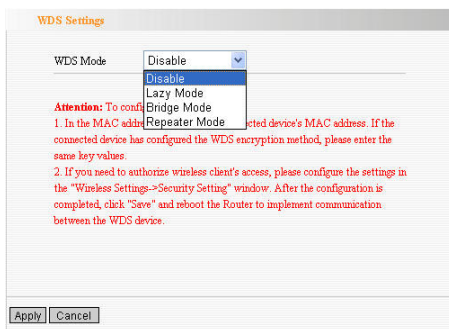 WDS Settings
WDS Mode Disable
Disable
Lazy Mode
Bridge Mode
Repeater Mode
Attention: To conf
1. In the MAC addre cted device's MAC address. If the
connected device has configured the WDS encryption method, please enter the
same key values.
2. If you need to authorize wireless client's access, please configure the settings in
the "Wireless Settings->Security Setting" window. After the configuration is
completed, click "Save" and reboot the Router to implement communication
between the WDS device.
Apply Cancel